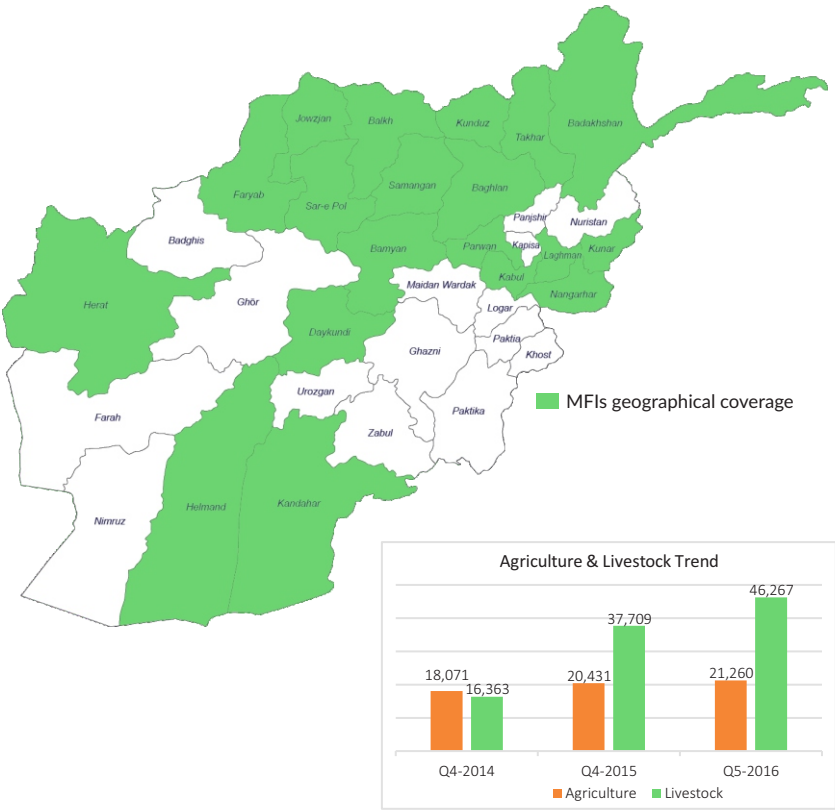 Jowzjan
Balkh
Kunduz
Takhar
Badakhshan
Faryab
Sar-e Pol
Samangan
Baghlan
Panjshir
Nuristan
Badghis
Bamyan
Parwan
Kapisa
Laghman
Kunar
Kabul
Nangarhar
Maidan Wardak
Herat
Ghōr
Logar
Daykundi
Paktia
Ghazni
Khost
Urozgan
MFIs geographical coverage
Farah
Paktika
Zabul
Helmand
Kandahar
Nimruz
Agriculture & Livestock Trend
46,267
37,709
18,071
16,363
20,431
21,260
Q4-2014
Q4-2015
Q5-2016
Agriculture
Livestock